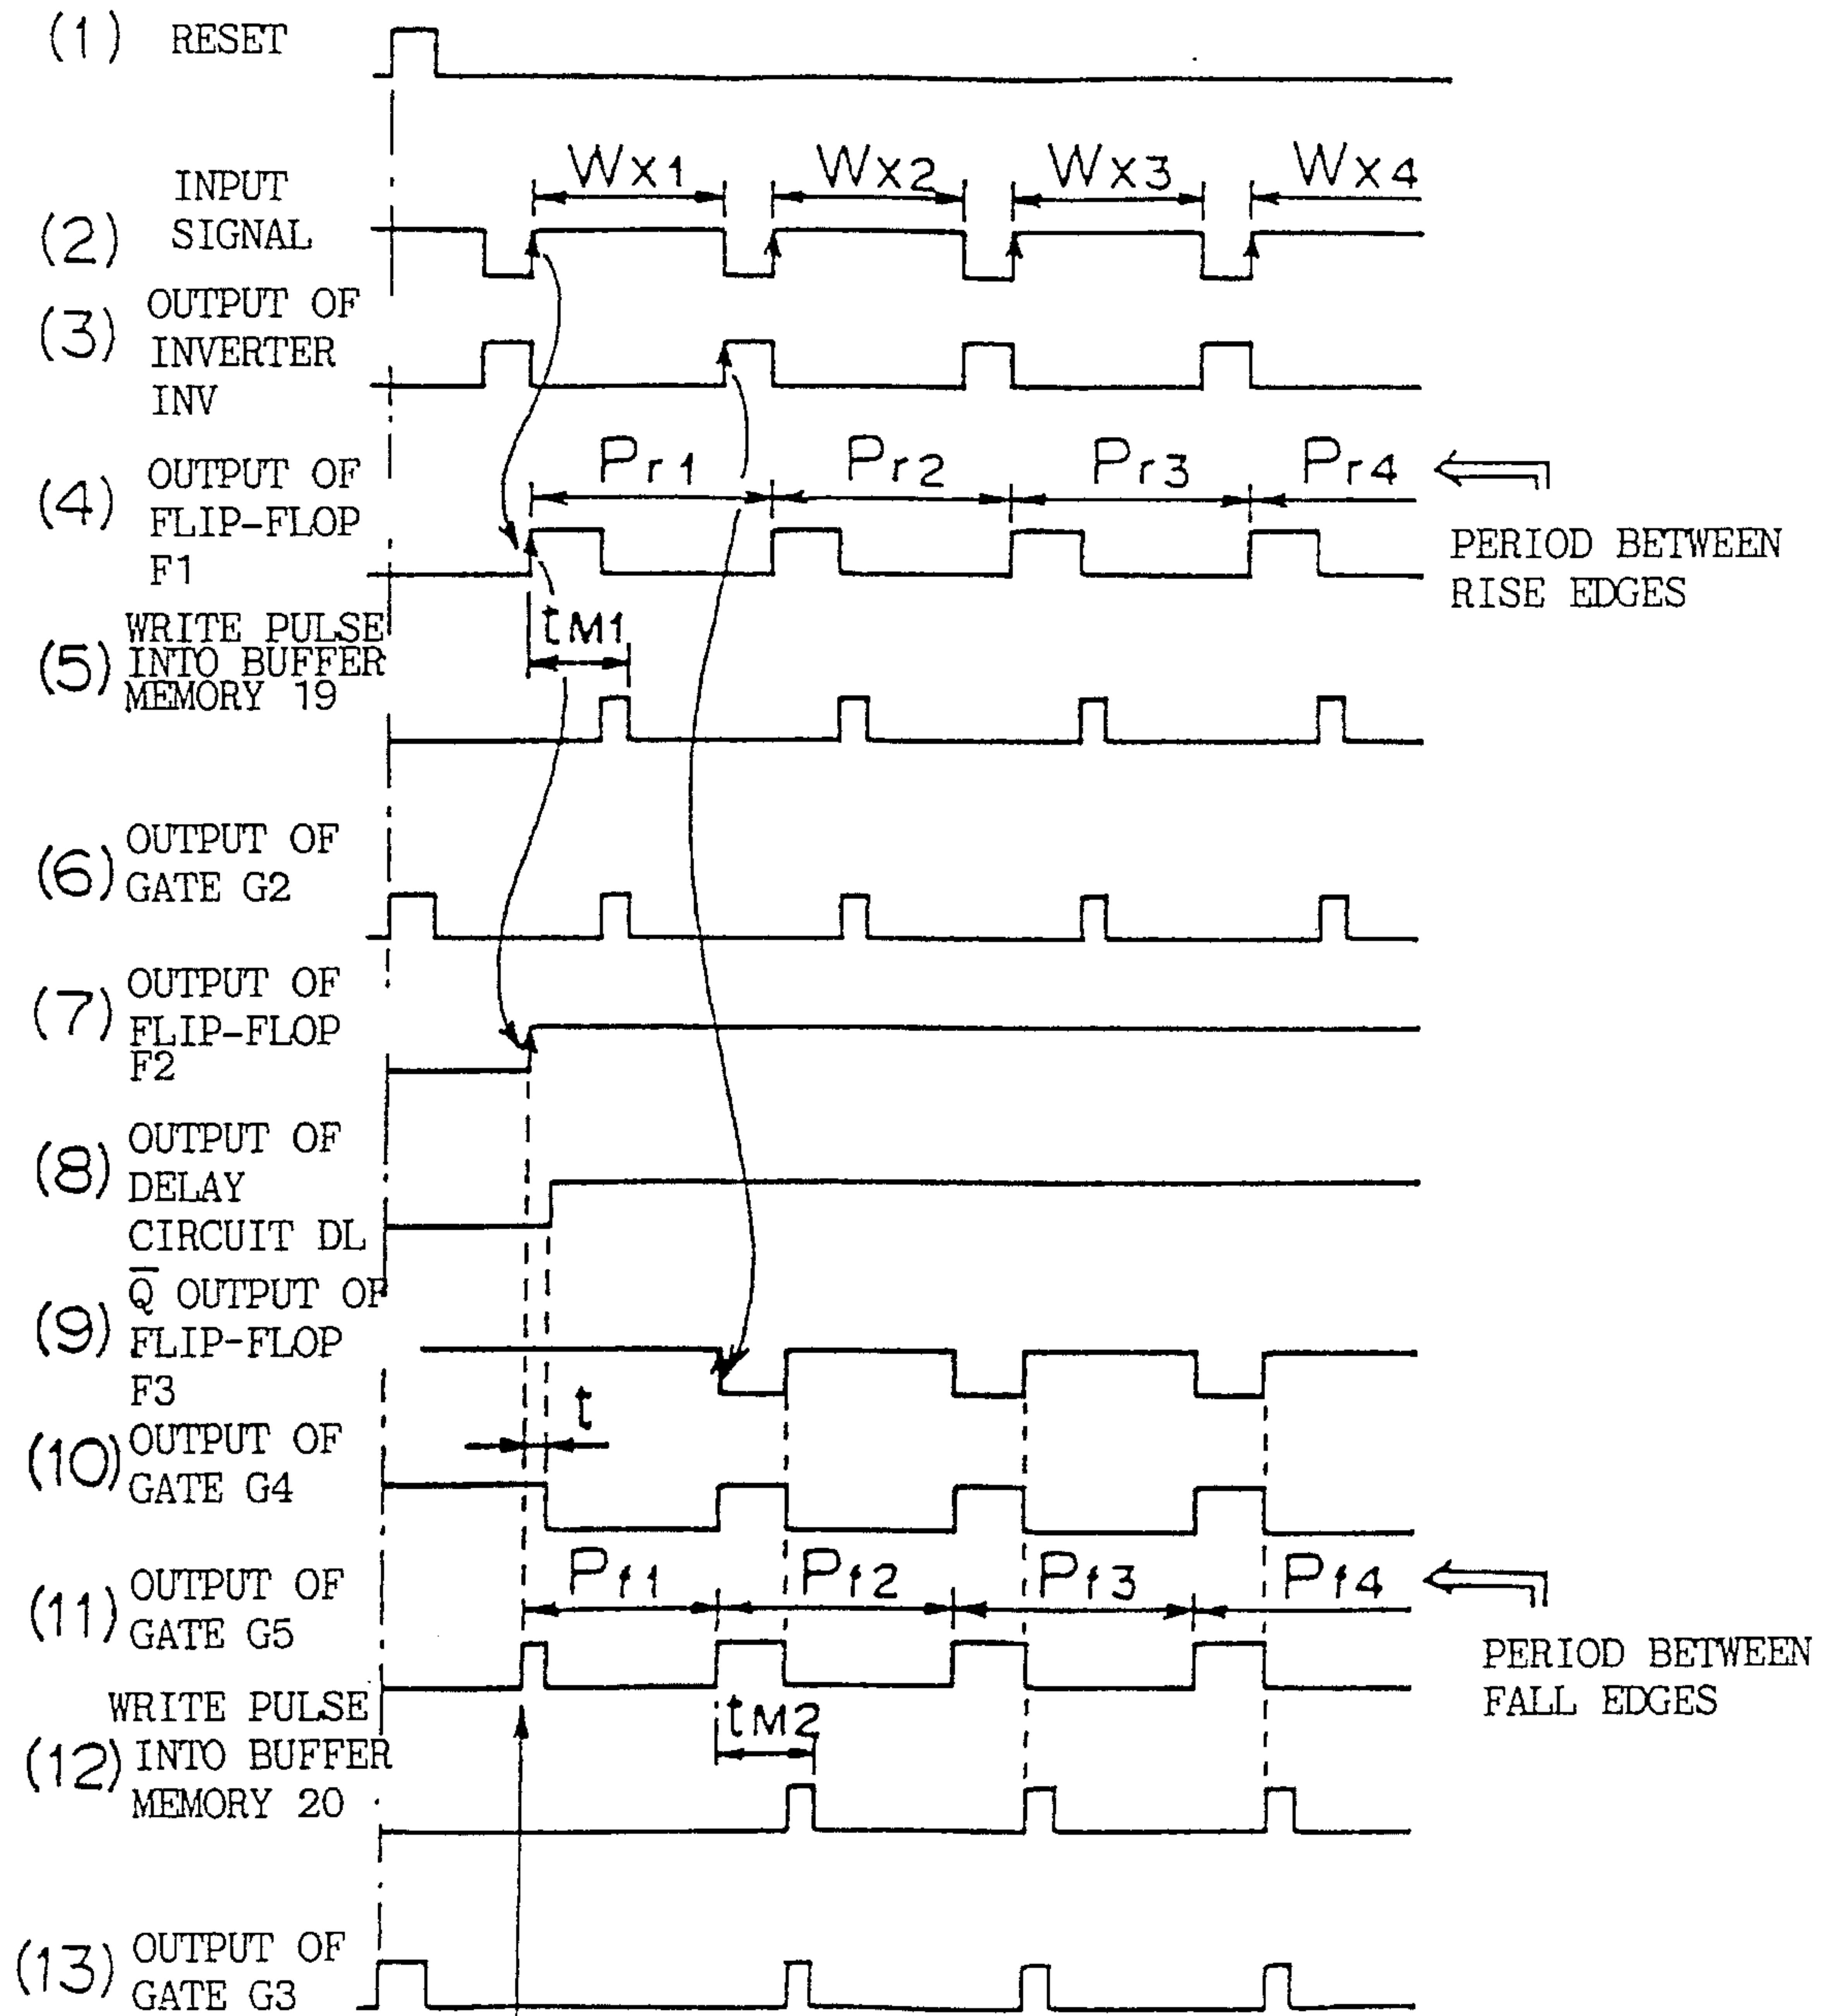 (1) RESET
Wx1 Wx2 Wx3 Wx4
(2) INPUT
SIGNAL
(3) OUTPUT OF
INVERTER
INV
Pr1 Pr2 Pr3 Pr4
(4) OUTPUT OF
FLIP-FLOP
F1
PERIOD BETWEEN
RISE EDGES
tM1
(5) WRITE PULSE
INTO BUFFER
MEMORY 19
(6) OUTPUT OF
GATE G2
(7) OUTPUT OF
FLIP-FLOP
F2
(8) OUTPUT OF
DELAY
CIRCUIT DL
(9) Q̅ OUTPUT OF
FLIP-FLOP
F3
t
(10) OUTPUT OF
GATE G4
Pf1 Pf2 Pf3 Pf4
(11) OUTPUT OF
GATE G5
PERIOD BETWEEN
FALL EDGES
tM2
(12) WRITE PULSE
INTO BUFFER
MEMORY 20
(13) OUTPUT OF
GATE G3